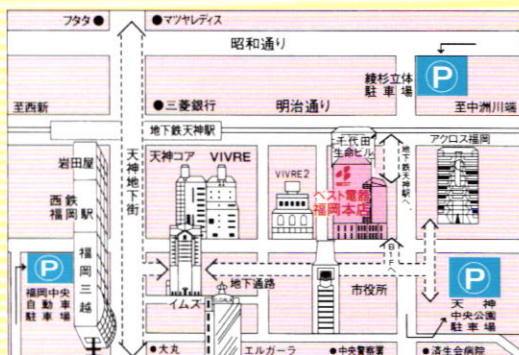 フタタ●
●マツヤレディス
昭和通り
P
綾杉立体
駐車場
至西新
●三菱銀行
明治通り
至中洲川端
地下鉄天神駅
千代田
生命ビル
地下鉄天神駅へ
アクロス福岡
岩田屋
天神コア
VIVRE
VIVRE2
天神地下街
西鉄
福岡駅
ベスト電器
福岡本店
福岡三越
P
福岡中央
自動車
駐車場
地下通路
イムズ
市役所
P
天神
中央公園
駐車場
●大丸
エルガーラ
●中央警察署
●済生会病院